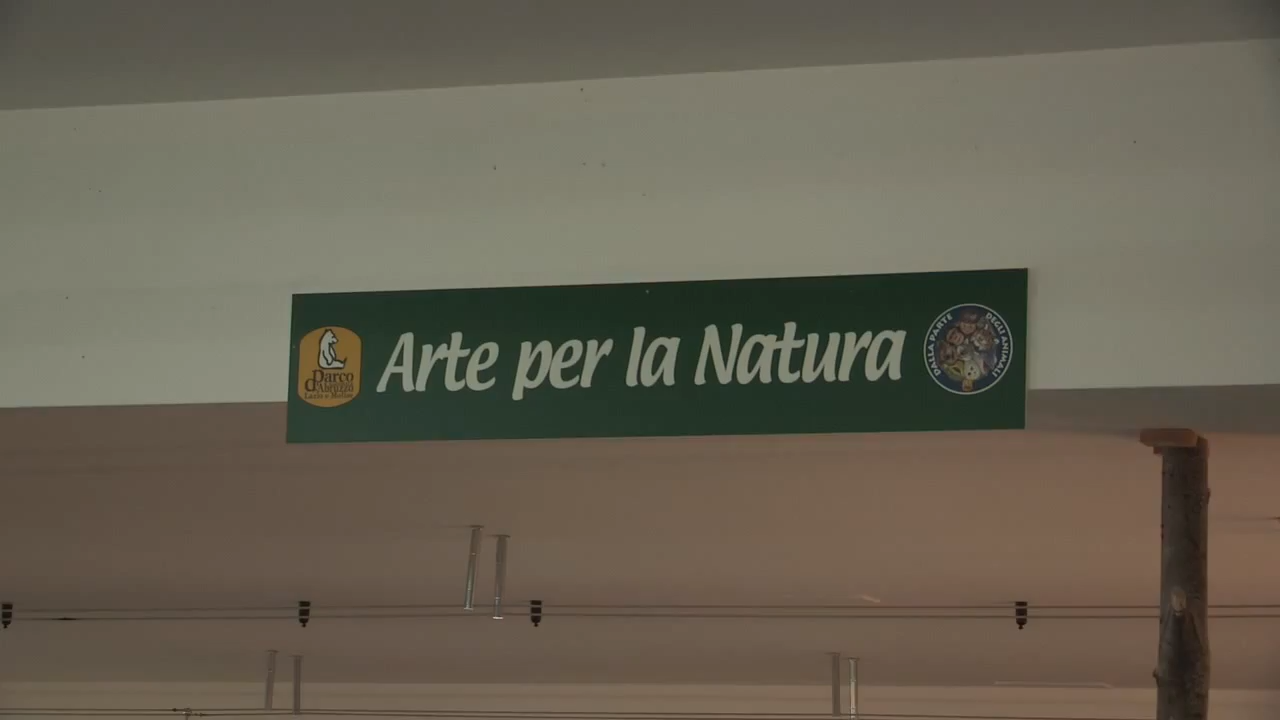 Arte per la Natura
Parco
d'Abruzzo
Lazio e Molise
DALLA PARTE DEGLI ANIMALI